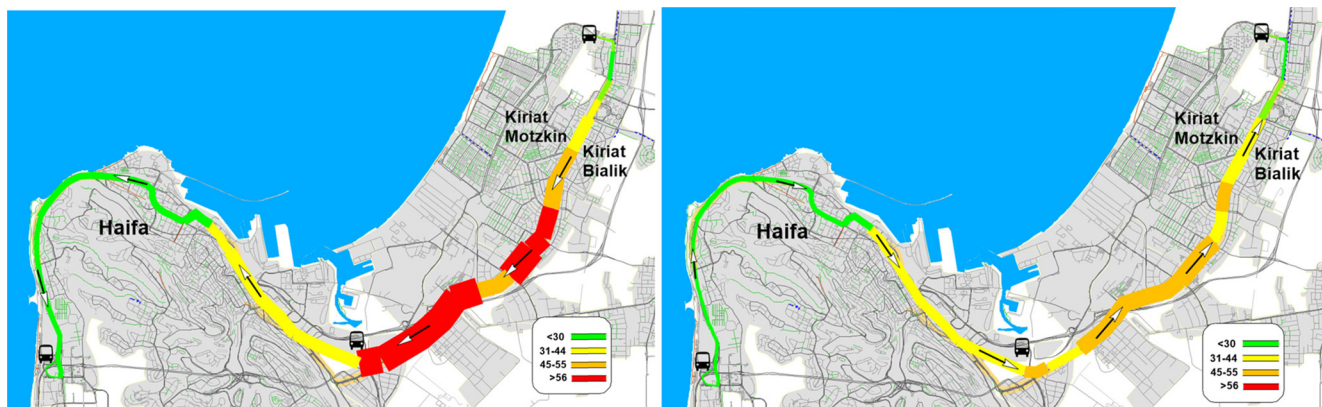 Kiriat
Motzkin
Kiriat
Bialik
Haifa
<30
31-44
45-55
>56
Kiriat
Motzkin
Kiriat
Bialik
Haifa
<30
31-44
45-55
>56